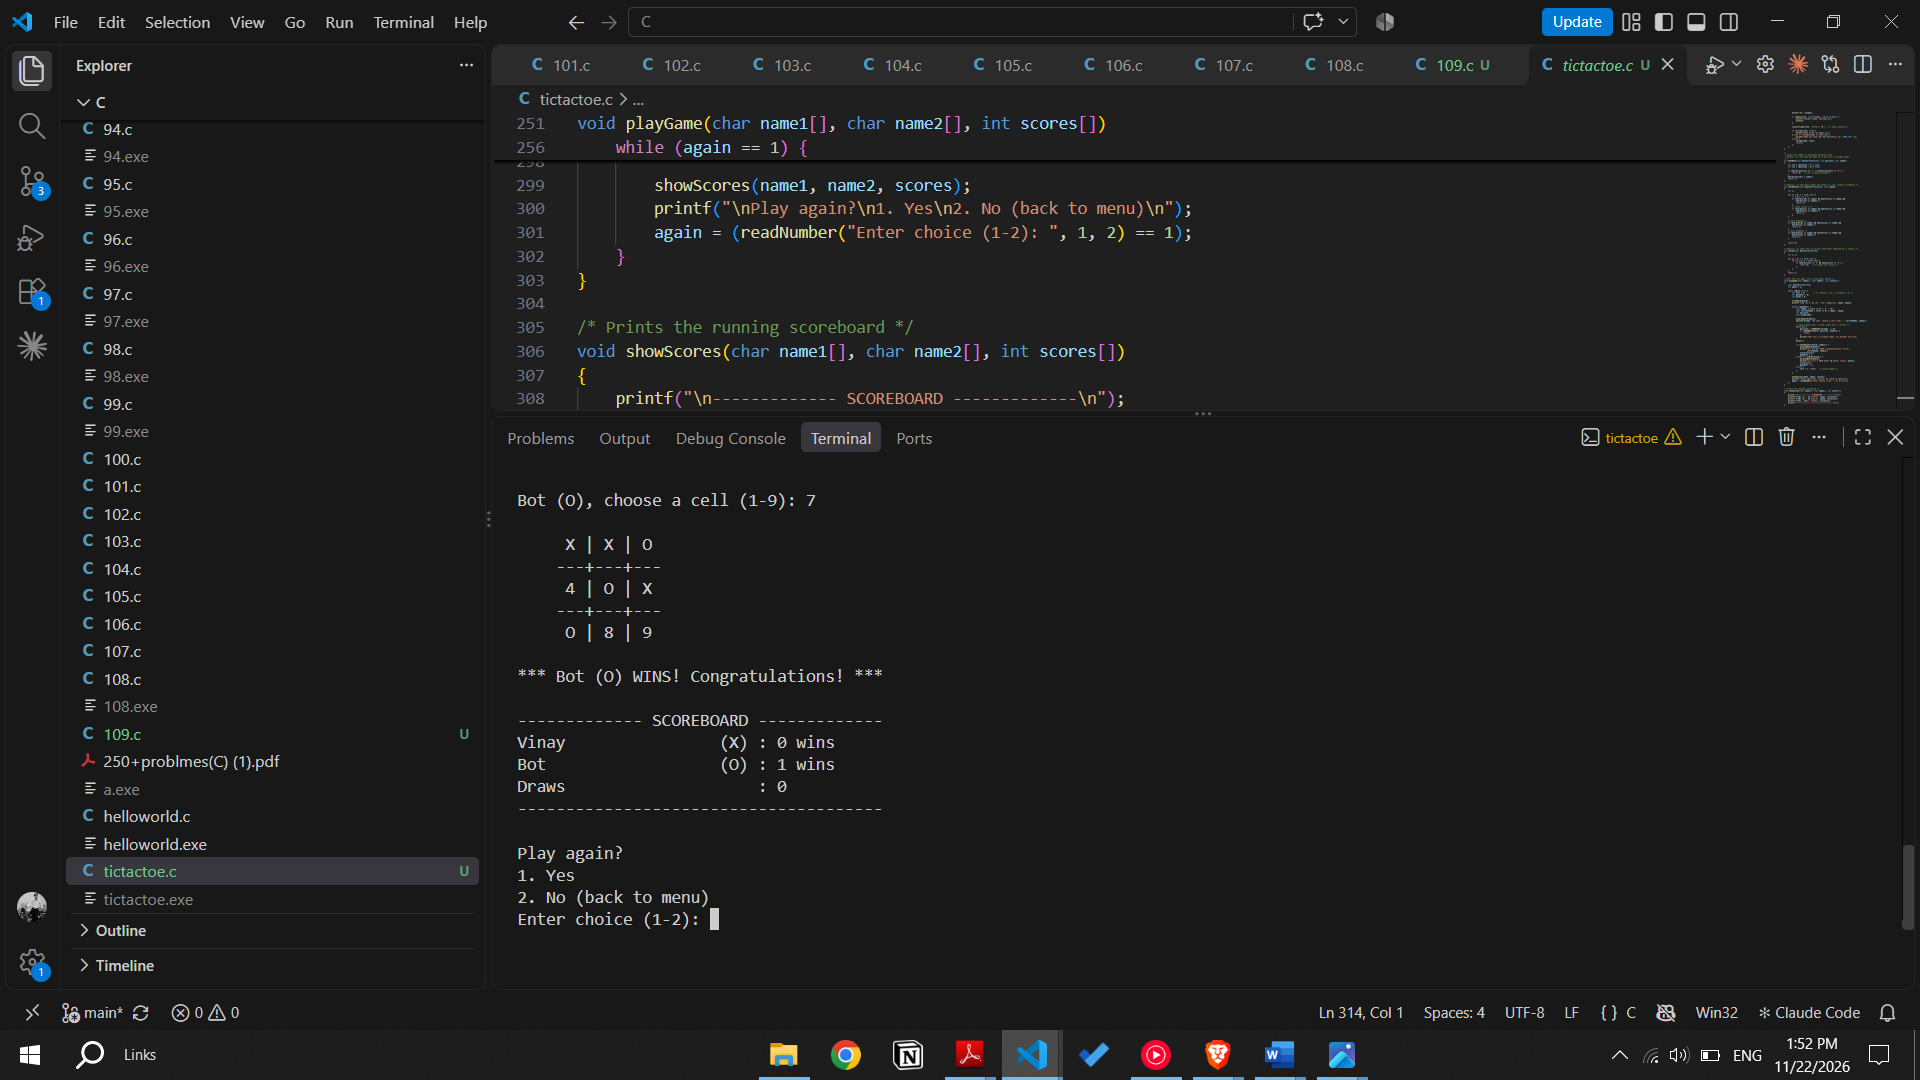 File Edit Selection View Go Run Terminal Help
C
Update
Explorer
C
94.c
94.exe
95.c
95.exe
96.c
96.exe
97.c
97.exe
98.c
98.exe
99.c
99.exe
100.c
101.c
102.c
103.c
104.c
105.c
106.c
107.c
108.c
108.exe
109.c U
250+problmes(C) (1).pdf
a.exe
helloworld.c
helloworld.exe
tictactoe.c U
tictactoe.exe
Outline
Timeline
3
1
1
C 101.c C 102.c C 103.c C 104.c C 105.c C 106.c C 107.c C 108.c C 109.c U C tictactoe.c U
C tictactoe.c > ...
251 void playGame(char name1[], char name2[], int scores[])
256 while (again == 1) {
298
299 showScores(name1, name2, scores);
300 printf("\nPlay again?\n1. Yes\n2. No (back to menu)\n");
301 again = (readNumber("Enter choice (1-2): ", 1, 2) == 1);
302 }
303 }
304
305 /* Prints the running scoreboard */
306 void showScores(char name1[], char name2[], int scores[])
307 {
308 printf("\n------------- SCOREBOARD -------------\n");
Problems Output Debug Console Terminal Ports
tictactoe
Bot (O), choose a cell (1-9): 7
X | X | O
---+---+---
4 | O | X
---+---+---
O | 8 | 9
*** Bot (O) WINS! Congratulations! ***
------------- SCOREBOARD -------------
Vinay (X) : 0 wins
Bot (O) : 1 wins
Draws : 0
--------------------------------------
Play again?
1. Yes
2. No (back to menu)
Enter choice (1-2):
main* 0 0
Ln 314, Col 1 Spaces: 4 UTF-8 LF {} C Win32 Claude Code
Links
ENG
1:52 PM
11/22/2026